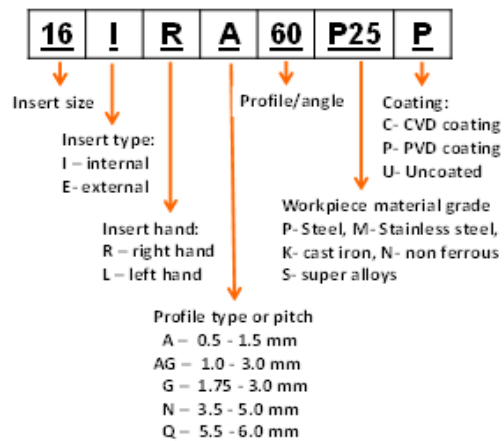 16 I R A 60 P25 P
Insert size
Profile/angle
Coating:
C- CVD coating
P- PVD coating
U- Uncoated
Insert type:
I – internal
E- external
Workpiece material grade
P- Steel, M- Stainless steel,
K- cast iron, N- non ferrous
S- super alloys
Insert hand:
R – right hand
L – left hand
Profile type or pitch
A – 0.5 - 1.5 mm
AG – 1.0 - 3.0 mm
G – 1.75 - 3.0 mm
N – 3.5 - 5.0 mm
Q – 5.5 - 6.0 mm